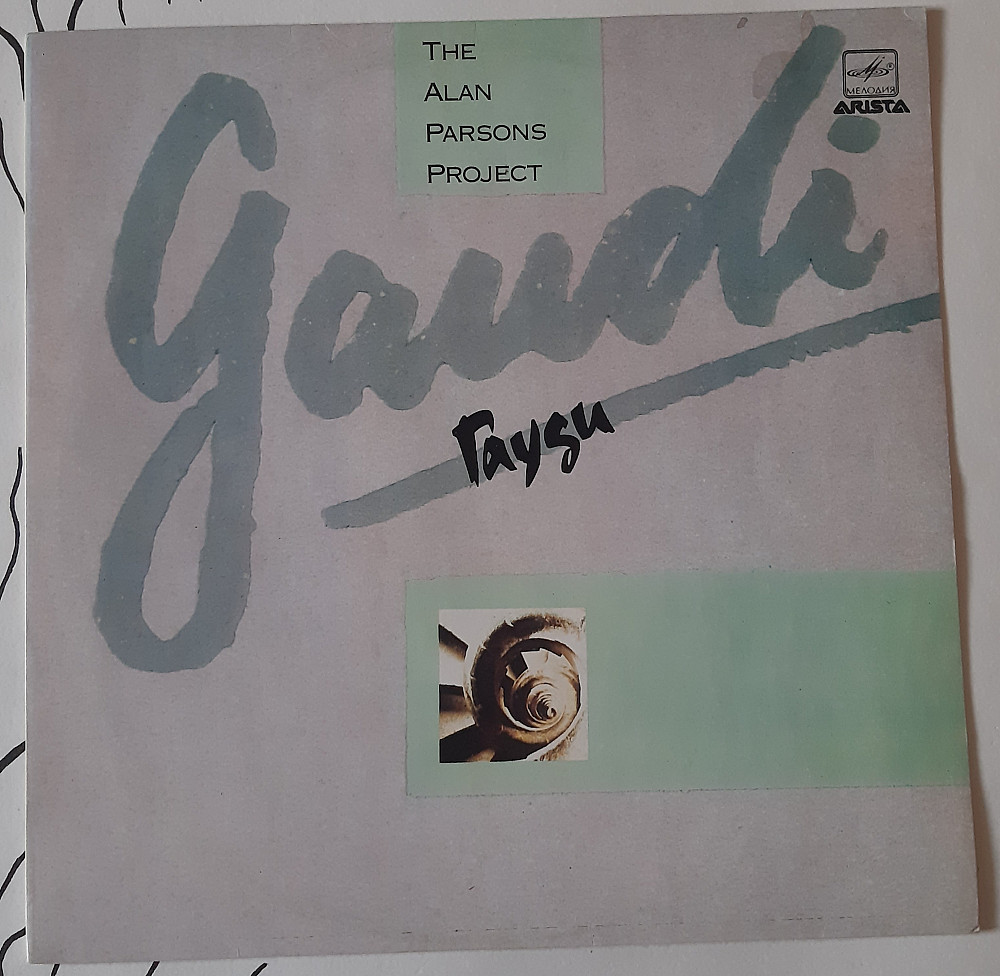 THE
ALAN
PARSONS
PROJECT
МЕЛОДИЯ
ARISTA
gaudi
Гауди